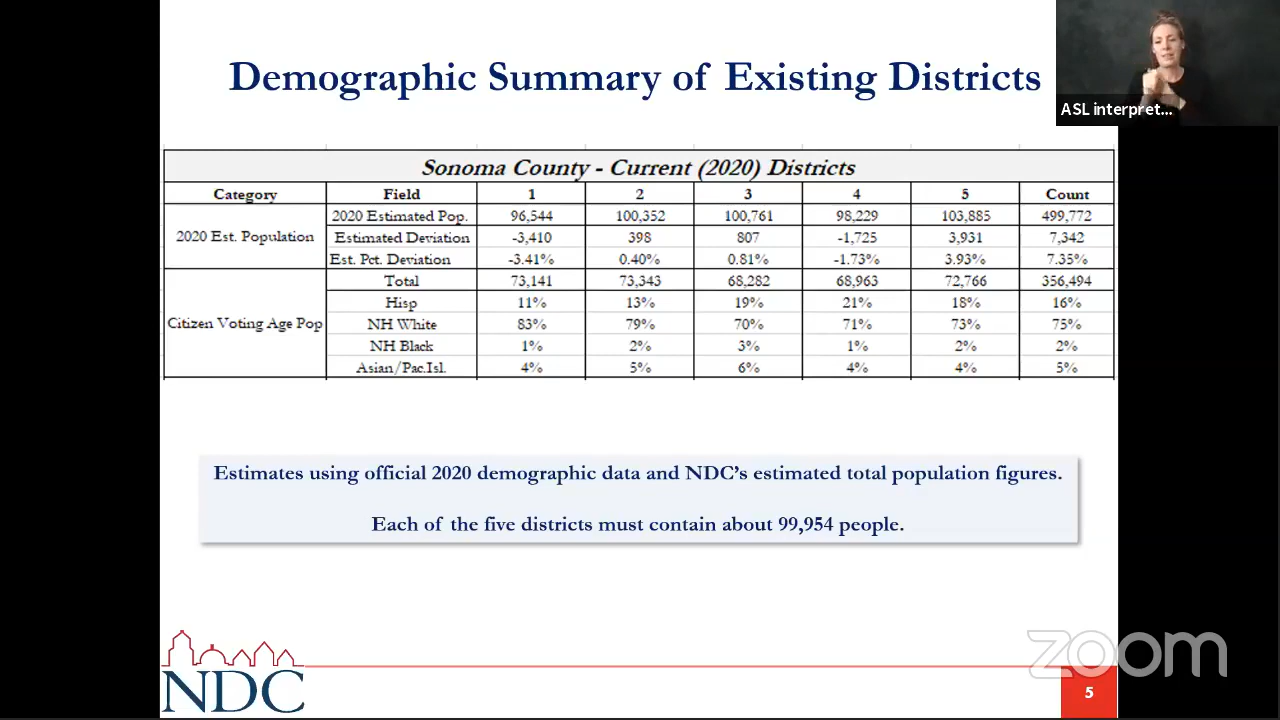 Demographic Summary of Existing Districts
ASL interpret...
Sonoma County - Current (2020) Districts
Category Field 1 2 3 4 5 Count
2020 Est. Population 2020 Estimated Pop. 96,544 100,352 100,761 98,229 103,885 499,772
Estimated Deviation -3,410 398 807 -1,725 3,931 7,342
Est. Pct. Deviation -3.41% 0.40% 0.81% -1.73% 3.93% 7.35%
Citizen Voting Age Pop Total 73,141 73,343 68,282 68,963 72,766 356,494
Hisp 11% 13% 19% 21% 18% 16%
NH White 83% 79% 70% 71% 73% 75%
NH Black 1% 2% 3% 1% 2% 2%
Asian/Pac.Isl. 4% 5% 6% 4% 4% 5%
Estimates using official 2020 demographic data and NDC's estimated total population figures.
Each of the five districts must contain about 99,954 people.
NDC
zoom
5